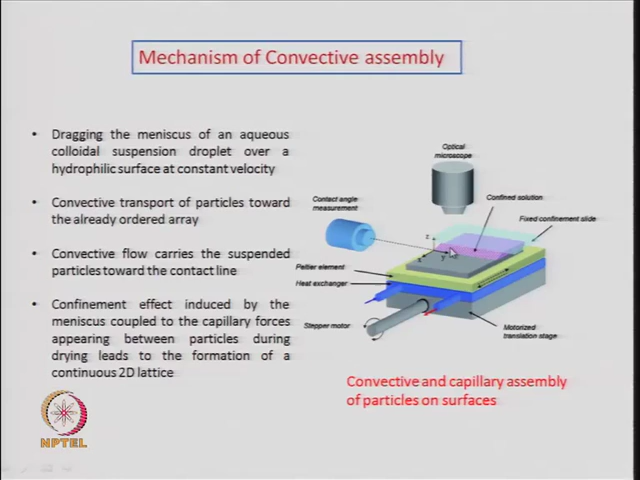 Mechanism of Convective assembly
• Dragging the meniscus of an aqueous
colloidal suspension droplet over a
hydrophilic surface at constant velocity
• Convective transport of particles toward
the already ordered array
• Convective flow carries the suspended
particles toward the contact line
• Confinement effect induced by the
meniscus coupled to the capillary forces
appearing between particles during
drying leads to the formation of a
continuous 2D lattice
Optical
microscope
Contact angle
measurement
Confined solution
Fixed confinement slide
z
y
Peltier element
Heat exchanger
Stepper motor
Motorized
translation stage
Convective and capillary assembly
of particles on surfaces
NPTEL